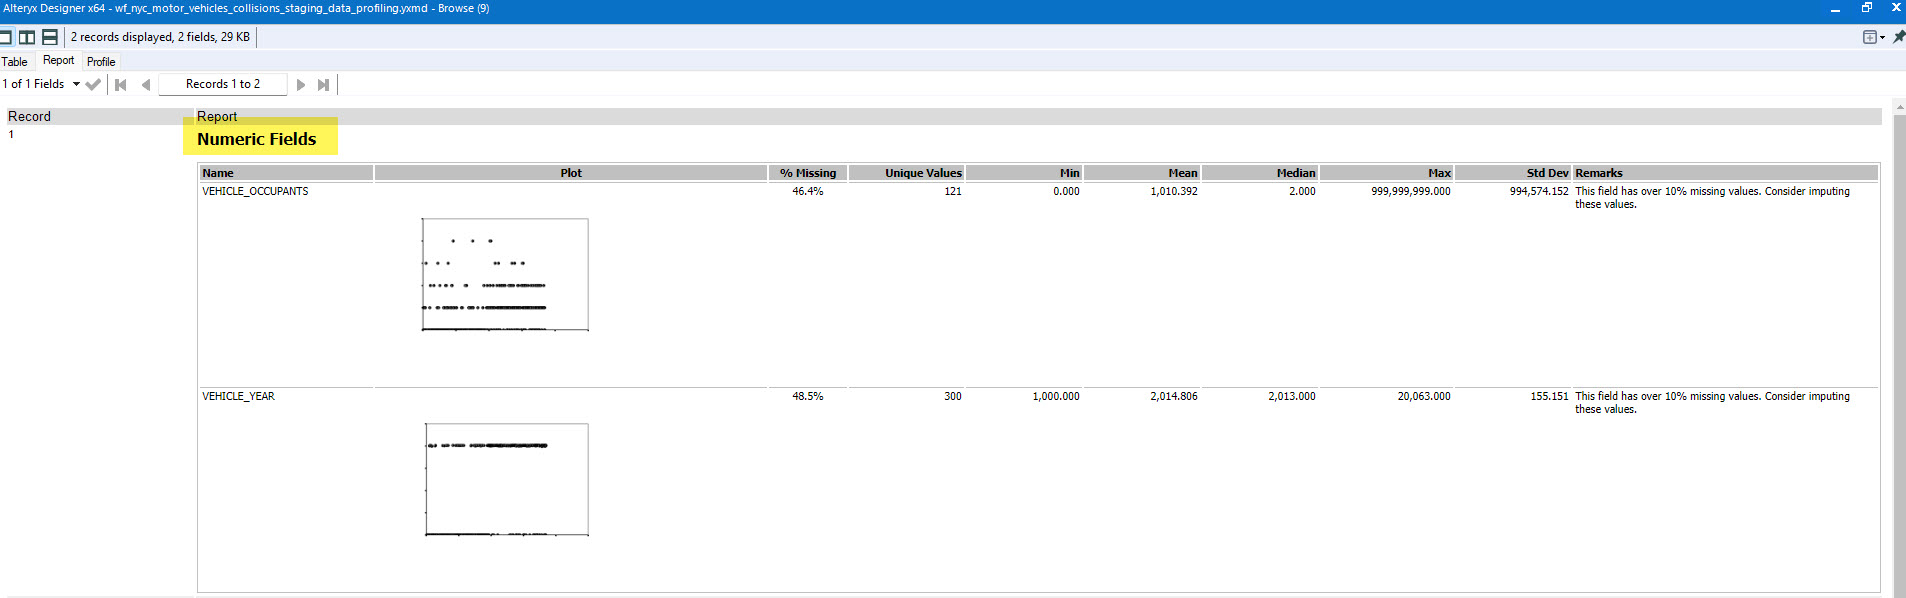 Alteryx Designer x64 - wf_nyc_motor_vehicles_collisions_staging_data_profiling.yxmd - Browse (9)
2 records displayed, 2 fields, 29 KB
Table Report Profile
1 of 1 Fields Records 1 to 2
Record Report
1 Numeric Fields
Name Plot % Missing Unique Values Min Mean Median Max Std Dev Remarks
VEHICLE_OCCUPANTS 46.4% 121 0.000 1,010.392 2.000 999,999,999.000 994,574.152 This field has over 10% missing values. Consider imputing
these values.
VEHICLE_YEAR 48.5% 300 1,000.000 2,014.806 2,013.000 20,063.000 155.151 This field has over 10% missing values. Consider imputing
these values.